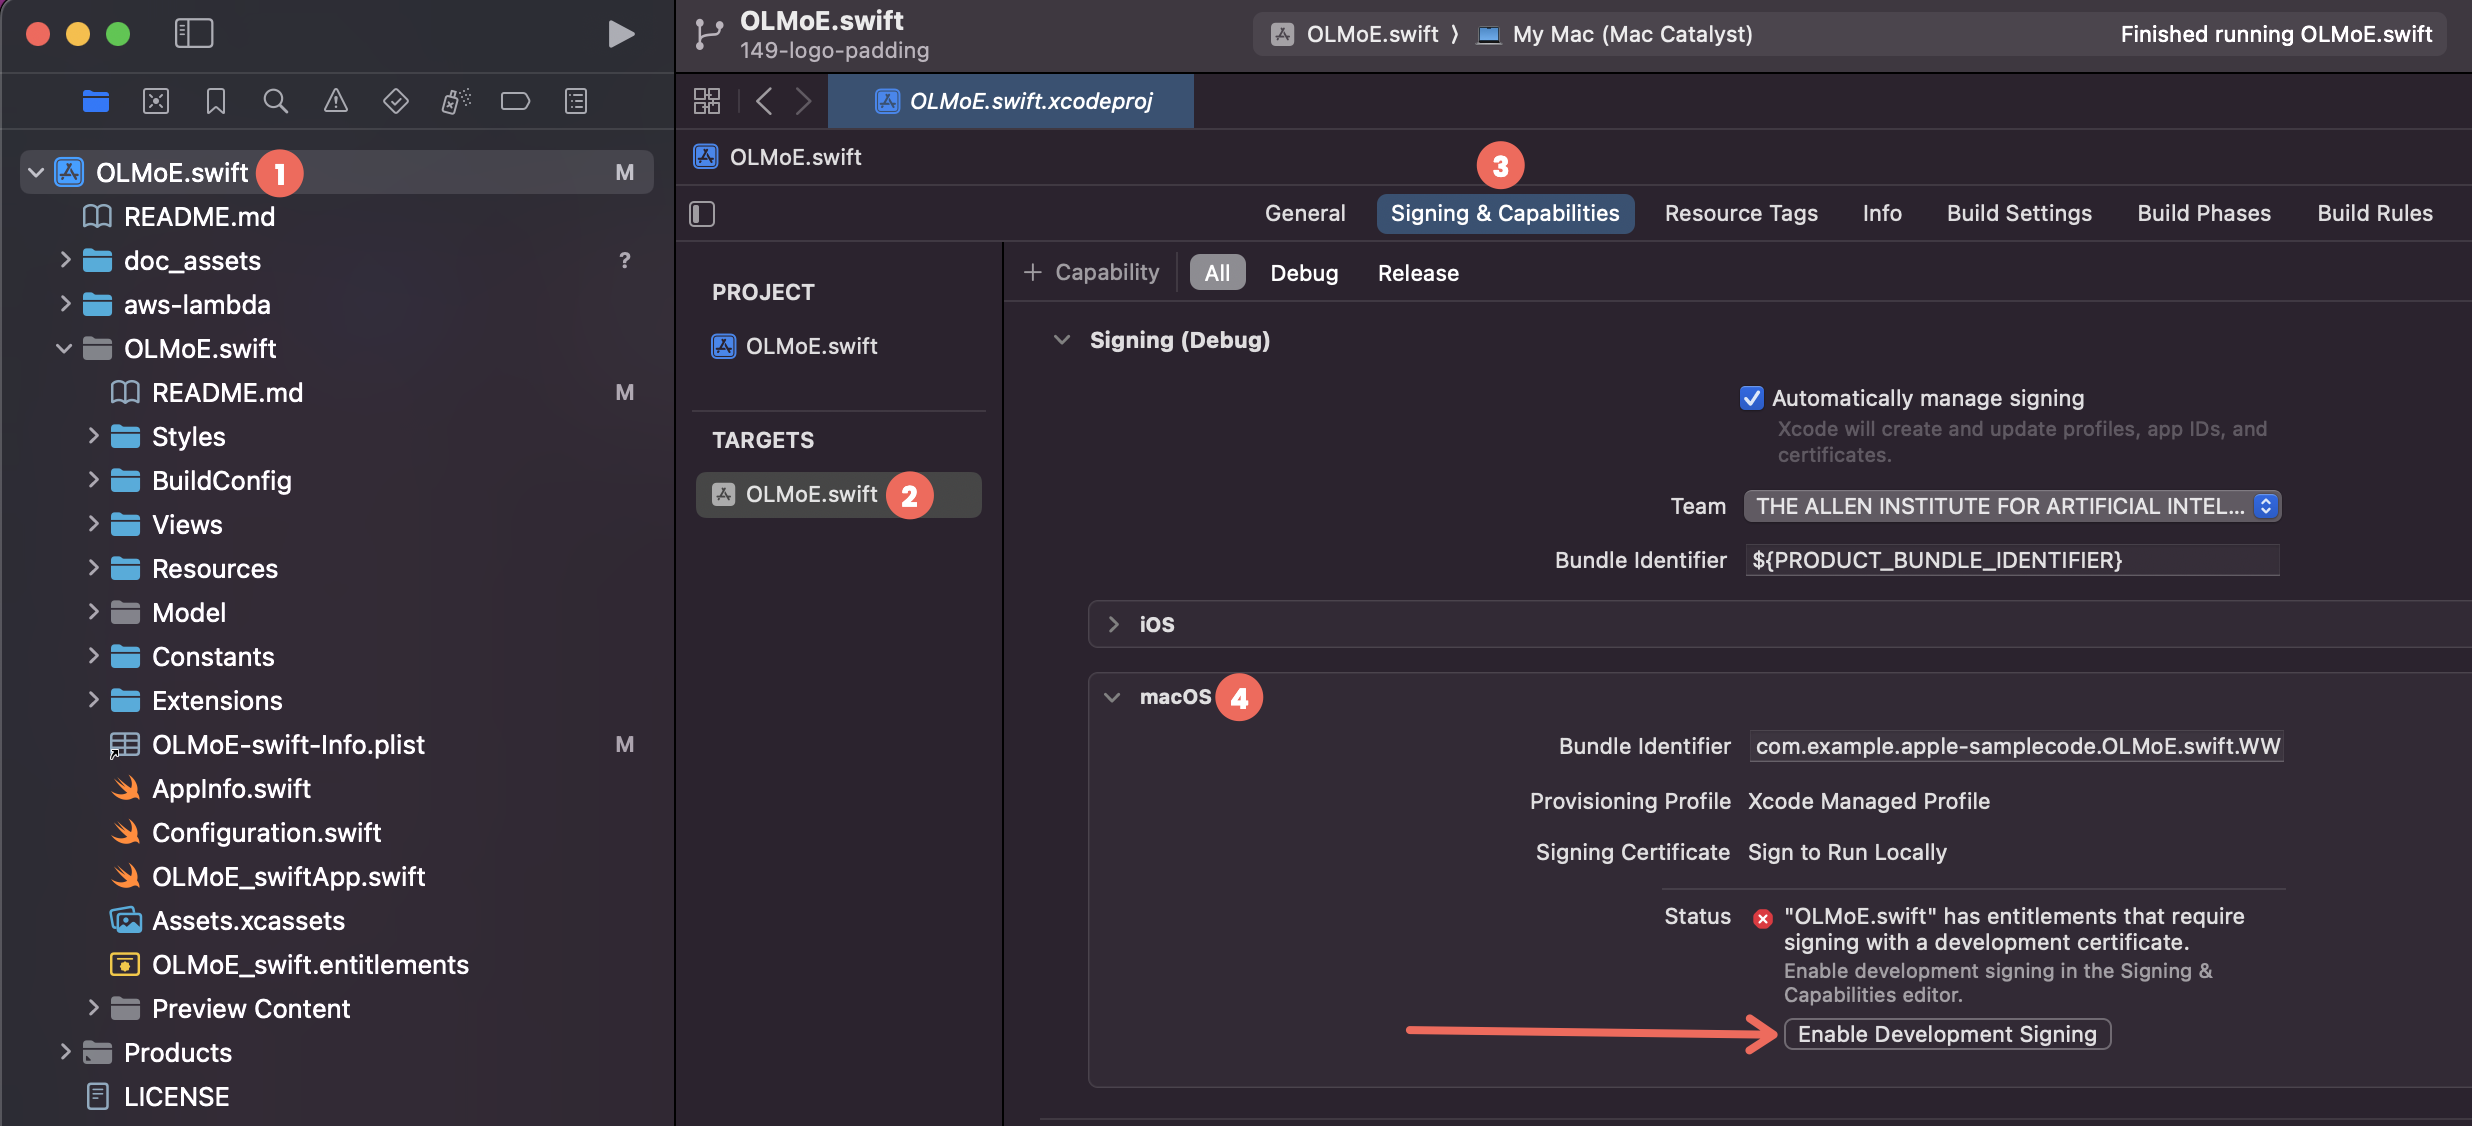 OLMoE.swift
149-logo-padding
OLMoE.swift
My Mac (Mac Catalyst)
Finished running OLMoE.swift
OLMoE.swift.xcodeproj
OLMoE.swift 1 M
README.md
doc_assets ?
aws-lambda
OLMoE.swift
README.md M
Styles
BuildConfig
Views
Resources
Model
Constants
Extensions
OLMoE-swift-Info.plist M
AppInfo.swift
Configuration.swift
OLMoE_swiftApp.swift
Assets.xcassets
OLMoE_swift.entitlements
Preview Content
Products
LICENSE
OLMoE.swift
3
General Signing & Capabilities Resource Tags Info Build Settings Build Phases Build Rules
PROJECT
OLMoE.swift
TARGETS
OLMoE.swift 2
+ Capability All Debug Release
Signing (Debug)
Automatically manage signing
Xcode will create and update profiles, app IDs, and
certificates.
Team THE ALLEN INSTITUTE FOR ARTIFICIAL INTEL...
Bundle Identifier ${PRODUCT_BUNDLE_IDENTIFIER}
iOS
macOS 4
Bundle Identifier com.example.apple-samplecode.OLMoE.swift.WW
Provisioning Profile Xcode Managed Profile
Signing Certificate Sign to Run Locally
Status "OLMoE.swift" has entitlements that require
signing with a development certificate.
Enable development signing in the Signing &
Capabilities editor.
Enable Development Signing